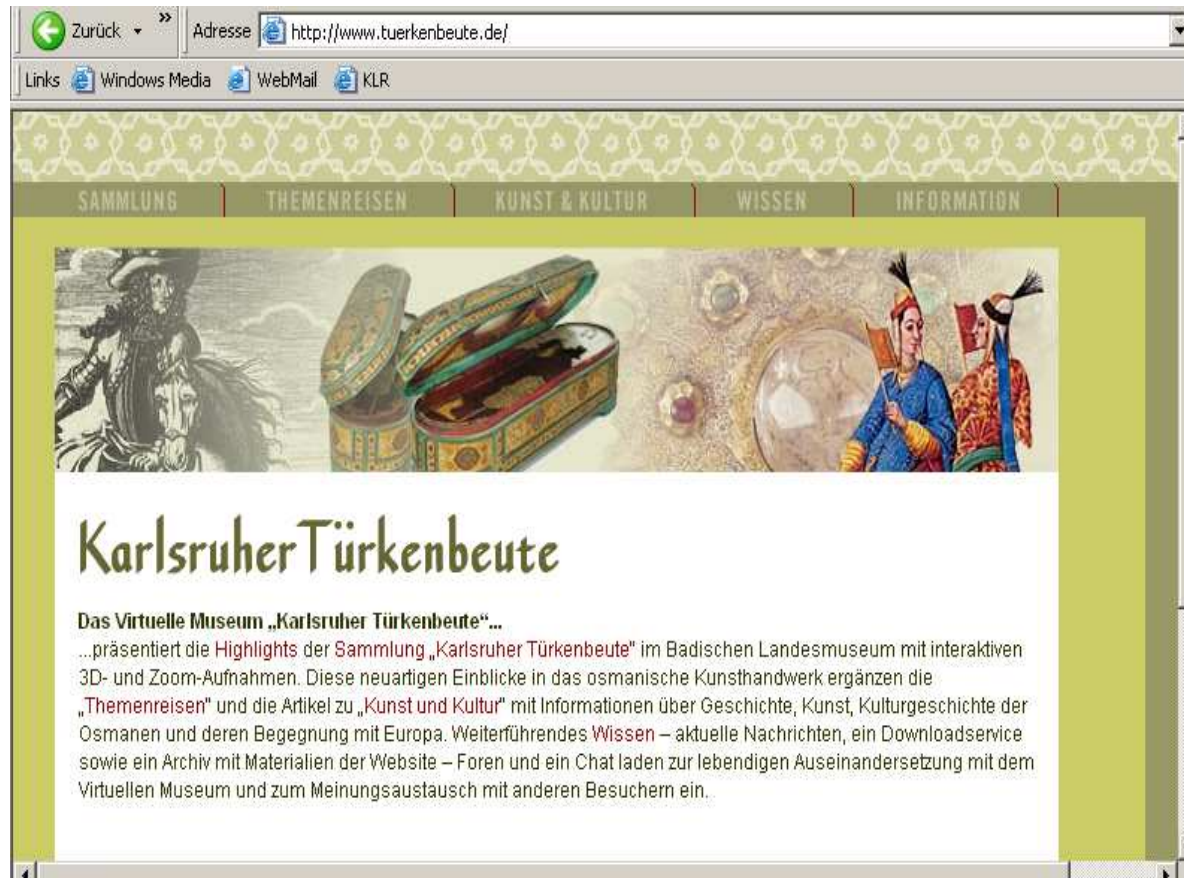 Zurück » Adresse http://www.tuerkenbeute.de/
Links Windows Media WebMail KLR
SAMMLUNG THEMENREISEN KUNST & KULTUR WISSEN INFORMATION
KarlsruherTürkenbeute
Das Virtuelle Museum „Karlsruher Türkenbeute“...
...präsentiert die Highlights der Sammlung „Karlsruher Türkenbeute" im Badischen Landesmuseum mit interaktiven
3D- und Zoom-Aufnahmen. Diese neuartigen Einblicke in das osmanische Kunsthandwerk ergänzen die
„Themenreisen" und die Artikel zu „Kunst und Kultur" mit Informationen über Geschichte, Kunst, Kulturgeschichte der
Osmanen und deren Begegnung mit Europa. Weiterführendes Wissen – aktuelle Nachrichten, ein Downloadservice
sowie ein Archiv mit Materialien der Website – Foren und ein Chat laden zur lebendigen Auseinandersetzung mit dem
Virtuellen Museum und zum Meinungsaustausch mit anderen Besuchern ein.